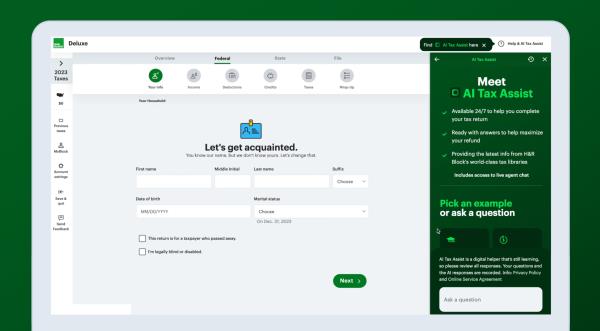 Deluxe
Find AI Tax Assist here ×
Help & AI Tax Assist
2023
Taxes
$0
Previous
taxes
MyBlock
Account
settings
Save &
quit
Send
Feedback
Overview
Federal
State
File
Your info
Income
Deductions
Credits
Taxes
Wrap-Up
Your Household
Let's get acquainted.
You know our name, but we don't know yours. Let's change that.
First name
Middle initial
Last name
Suffix
Choose
Date of birth
Marital status
MM/DD/YYYY
Choose
On Dec. 31, 2023
This return is for a taxpayer who passed away.
I'm legally blind or disabled.
Next >
AI Tax Assist
Meet
AI Tax Assist
Available 24/7 to help you complete
your tax return
Ready with answers to help maximize
your refund
Providing the latest info from H&R
Block's world-class tax libraries
Includes access to live agent chat
Pick an example
or ask a question
AI Tax Assist is a digital helper that's still learning,
so please review all responses. Your questions and
the AI responses are recorded. Info: Privacy Policy
and Online Service Agreement
Ask a question